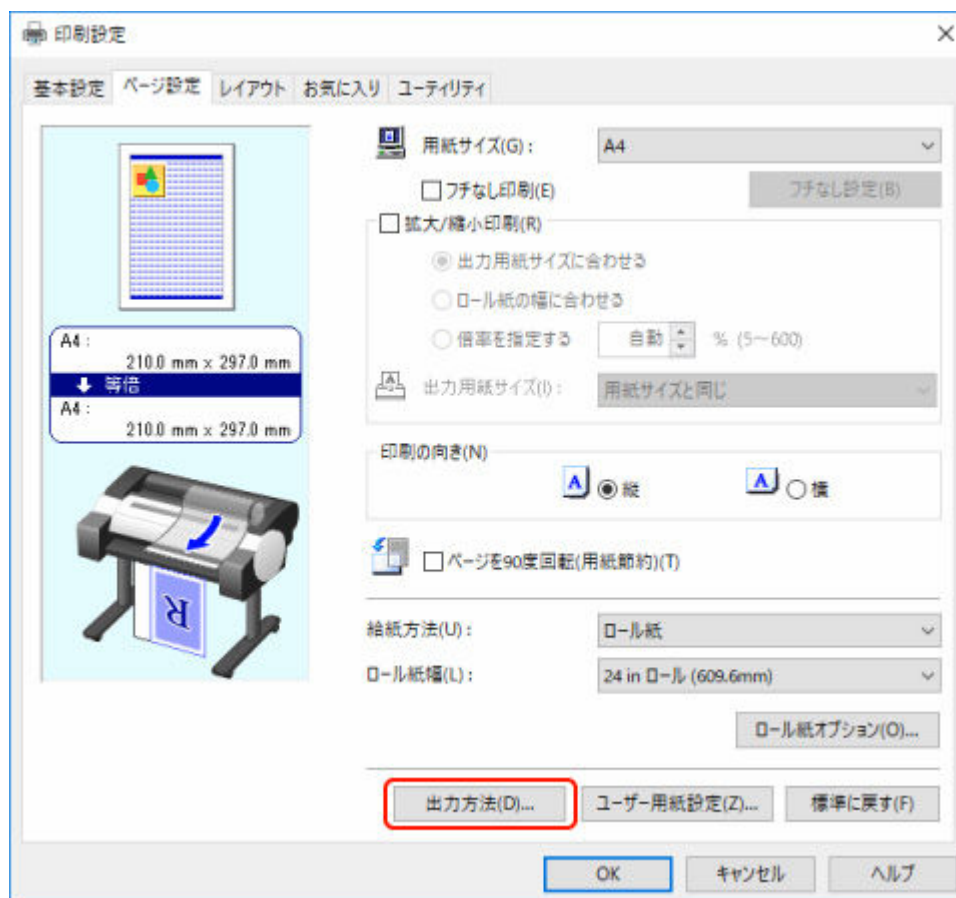 印刷設定
基本設定 ページ設定 レイアウト お気に入り ユーティリティ
用紙サイズ(G): A4
フチなし印刷(E) フチなし設定(B)
拡大/縮小印刷(R)
出力用紙サイズに合わせる
ロール紙の幅に合わせる
倍率を指定する 自動 % (5~600)
出力用紙サイズ(I): 用紙サイズと同じ
A4:
210.0 mm x 297.0 mm
等倍
A4:
210.0 mm x 297.0 mm
印刷の向き(N)
A 縦 A 横
ページを90度回転(用紙節約)(T)
R
給紙方法(U): ロール紙
ロール紙幅(L): 24 in ロール (609.6mm)
ロール紙オプション(O)...
出力方法(D)... ユーザー用紙設定(Z)... 標準に戻す(F)
OK キャンセル ヘルプ